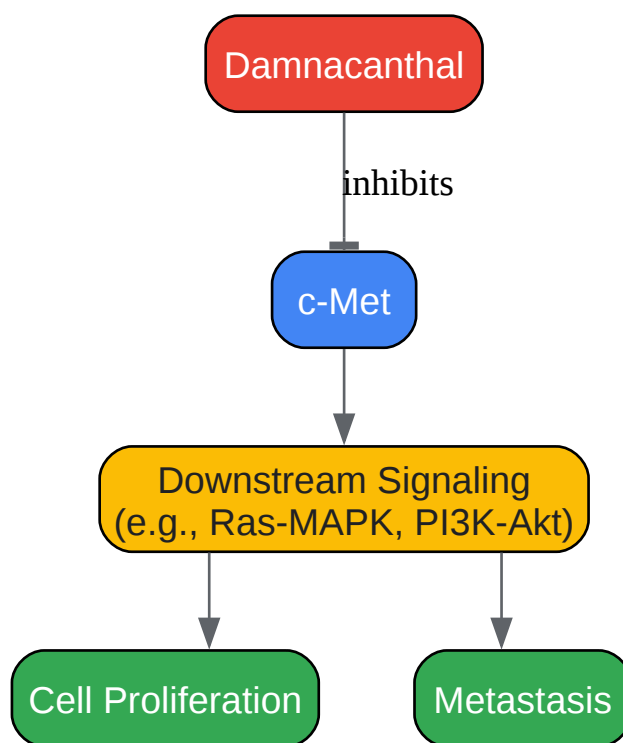 Damnacanthal
inhibits
c-Met
Downstream Signaling
(e.g., Ras-MAPK, PI3K-Akt)
Cell Proliferation
Metastasis